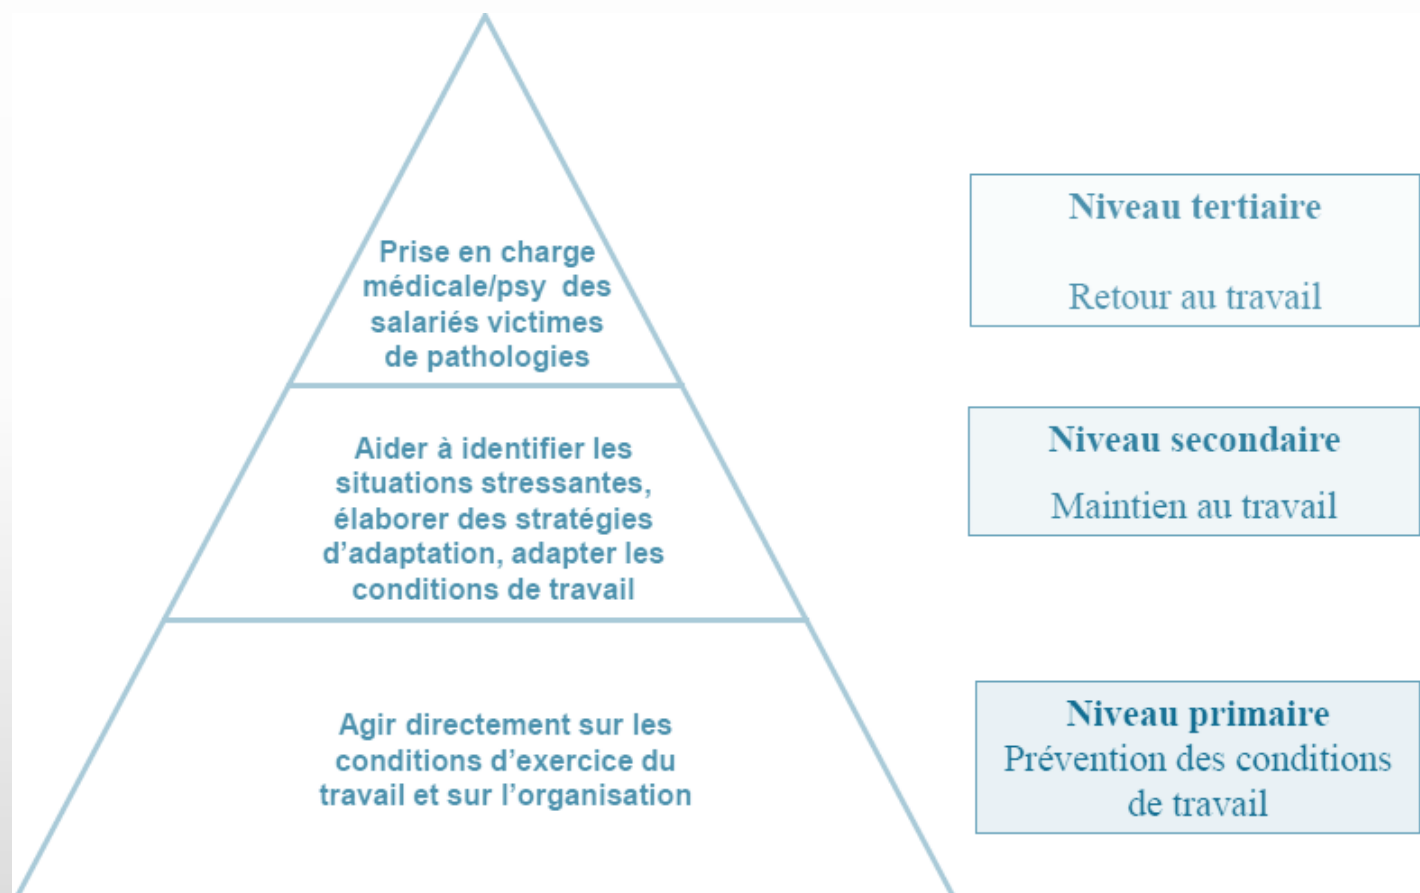 Prise en charge
médicale/psy des
salariés victimes
de pathologies
Niveau tertiaire
Retour au travail
Aider à identifier les
situations stressantes,
élaborer des stratégies
d’adaptation, adapter les
conditions de travail
Niveau secondaire
Maintien au travail
Agir directement sur les
conditions d’exercice du
travail et sur l’organisation
Niveau primaire
Prévention des conditions
de travail